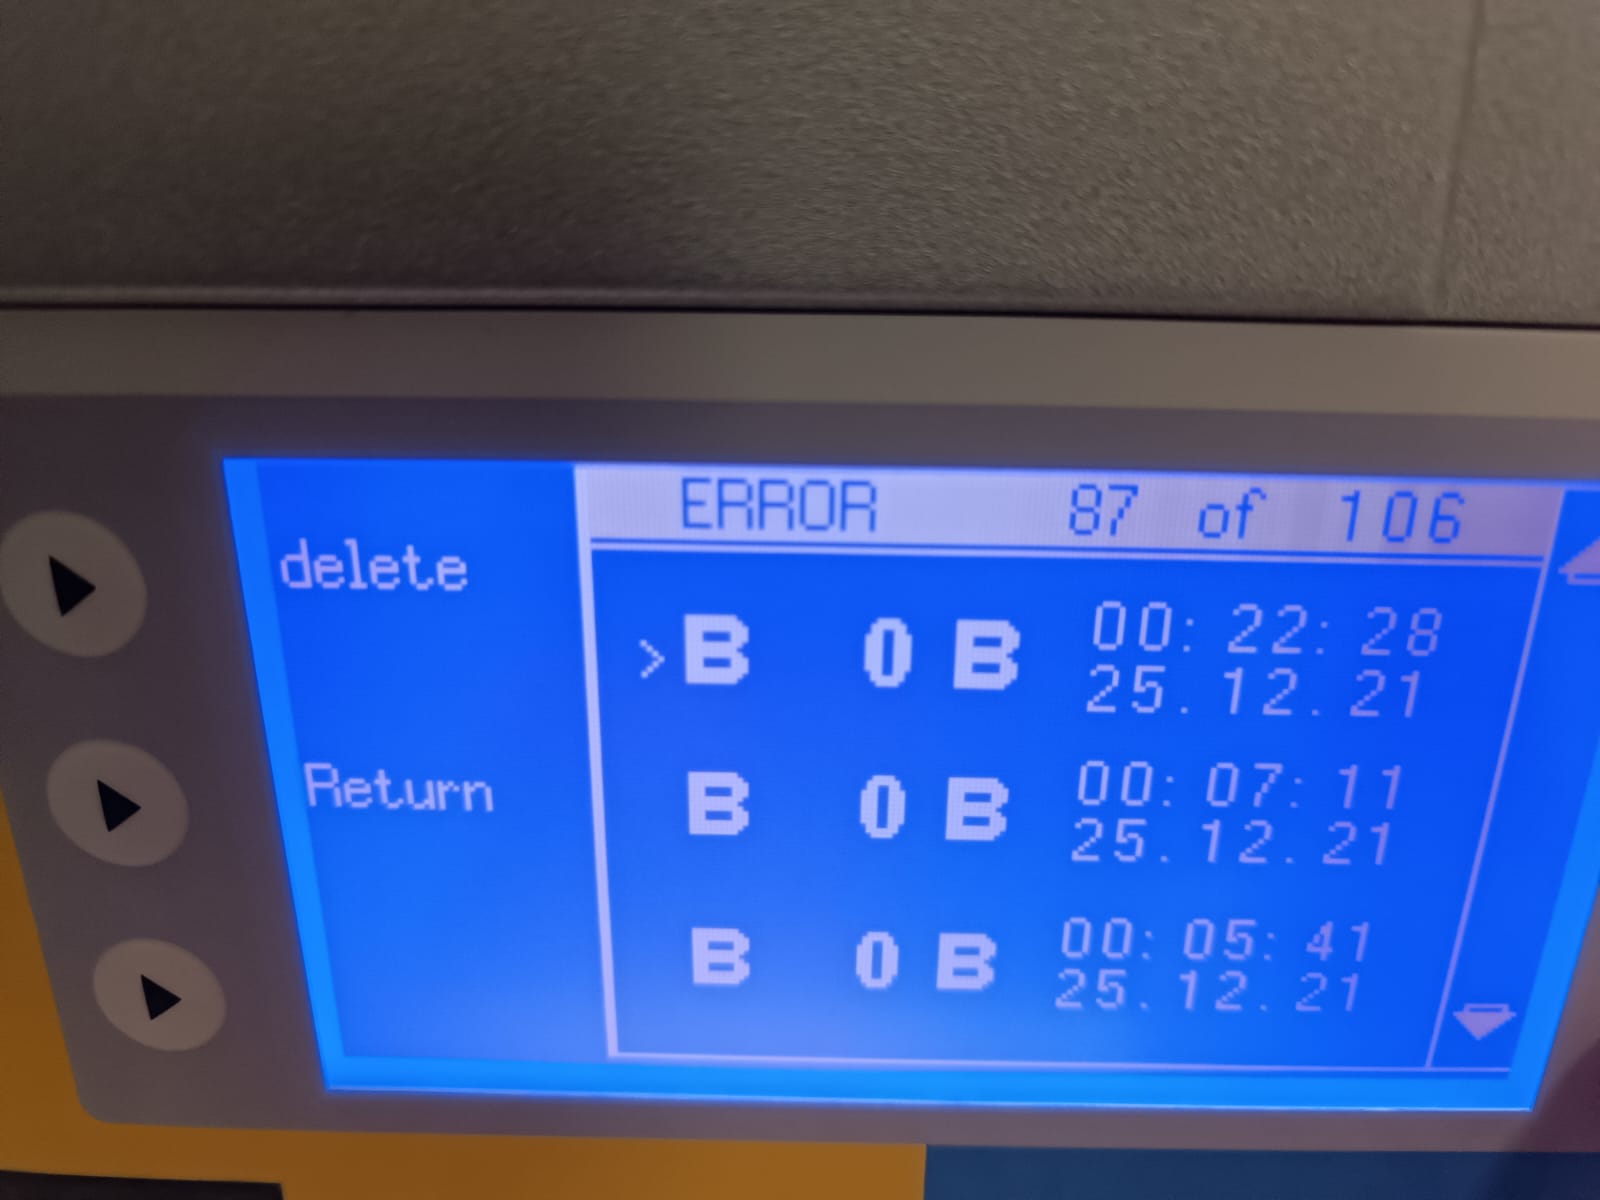 ERROR 87 of 106
delete
>B 0 B 00:22:28
25.12.21
Return
B 0 B 00:07:11
25.12.21
B 0 B 00:05:41
25.12.21